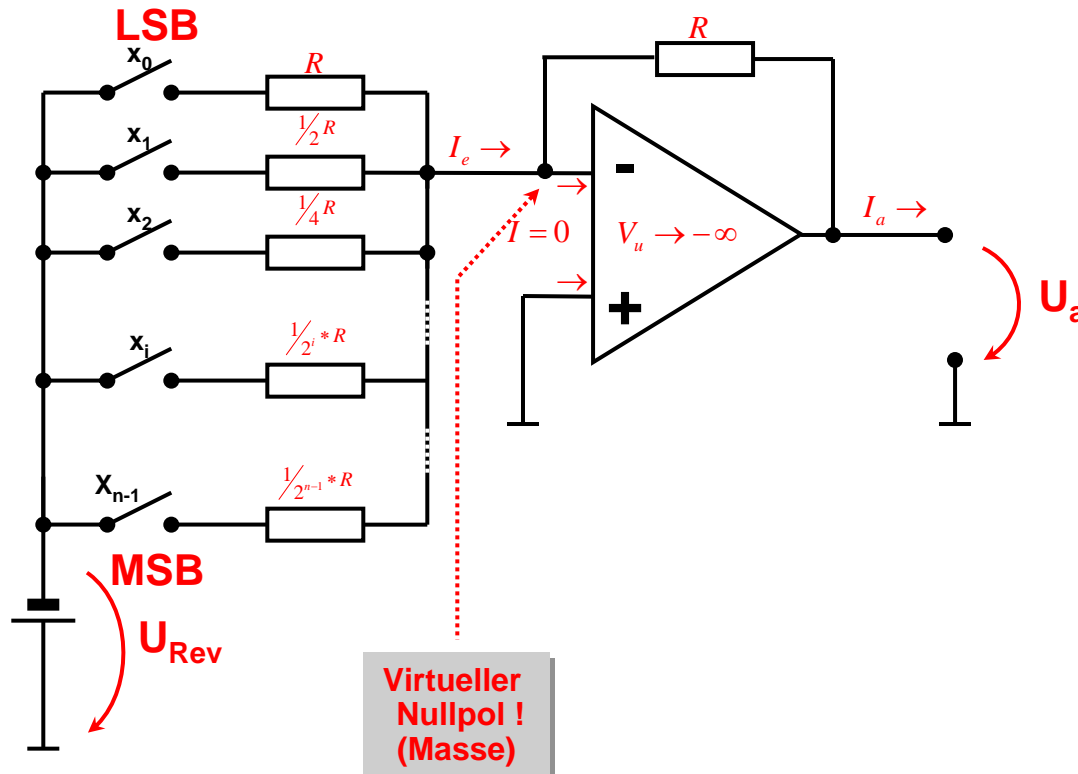 LSB
x0
R
x1
1/2 R
x2
1/4 R
xi
1/2^i * R
Xn-1
1/2^n-1 * R
MSB
URev
R
Ie →
→
-
I = 0
Vu → -∞
→
+
Ia →
Ua
Virtueller
Nullpol !
(Masse)